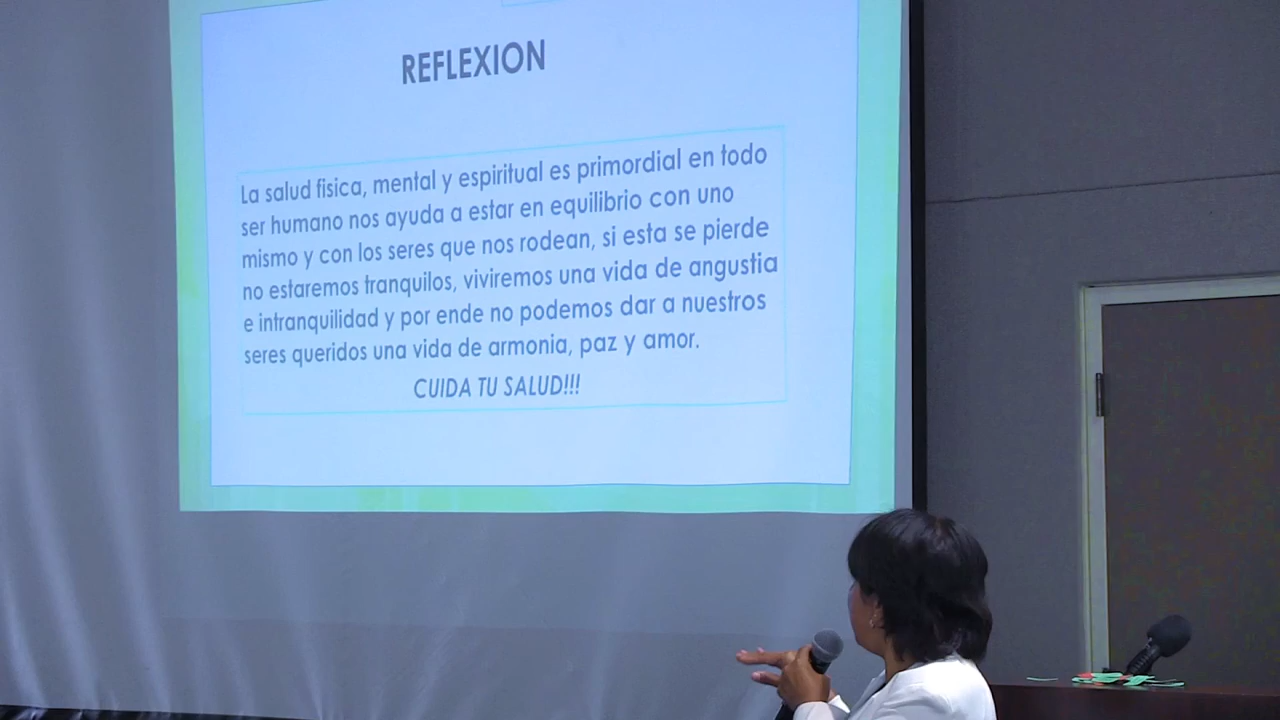 REFLEXION
La salud fisica, mental y espiritual es primordial en todo
ser humano nos ayuda a estar en equilibrio con uno
mismo y con los seres que nos rodean, si esta se pierde
no estaremos tranquilos, viviremos una vida de angustia
e intranquilidad y por ende no podemos dar a nuestros
seres queridos una vida de armonia, paz y amor.
CUIDA TU SALUD!!!